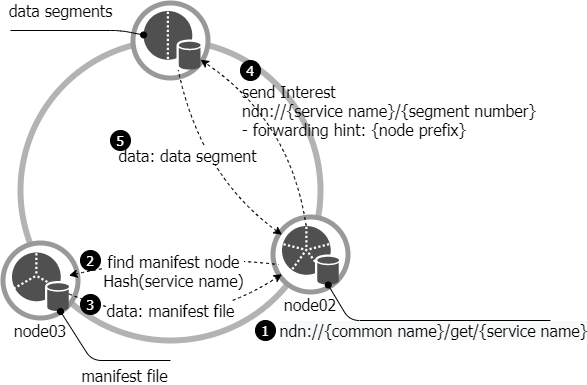 data segments
4
send Interest
ndn://{service name}/{segment number}
- forwarding hint: {node prefix}
5
data: data segment
2 find manifest node
Hash(service name)
3 data: manifest file
node03
node02
1 ndn://{common name}/get/{service name}
manifest file